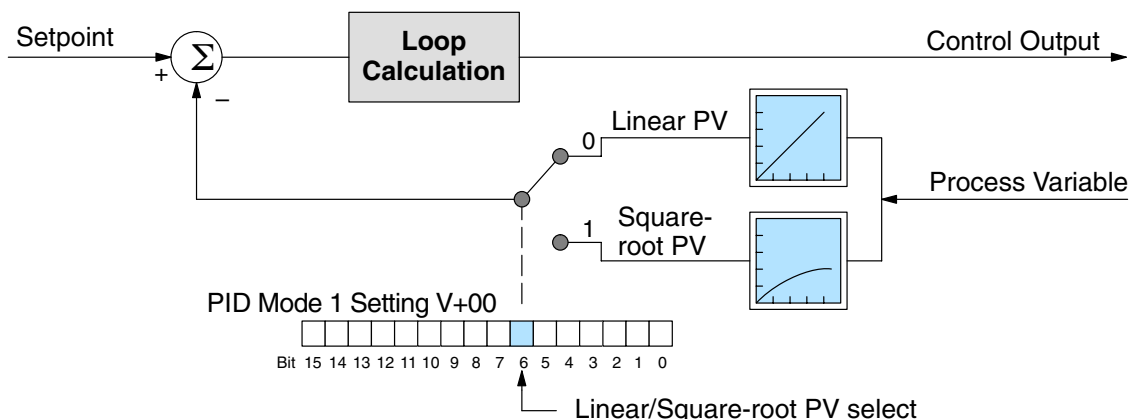 Setpoint
+
Σ
−
Loop
Calculation
Control Output
0
Linear PV
Process Variable
1
Square-
root PV
PID Mode 1 Setting V+00
Bit 15 14 13 12 11 10 9 8 7 6 5 4 3 2 1 0
Linear/Square-root PV select